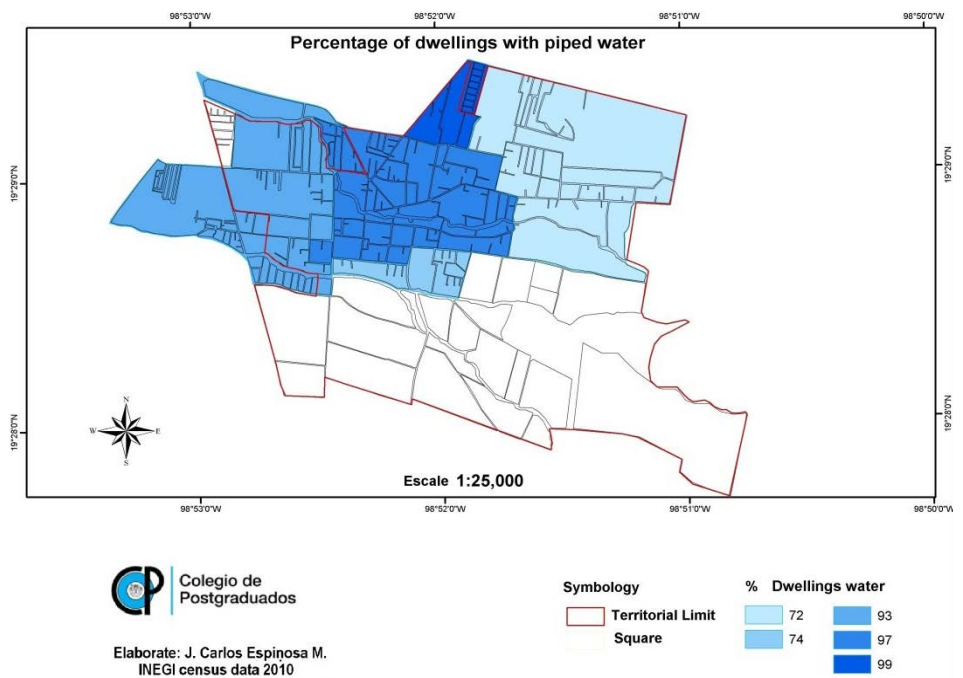 98°53'0"W 98°52'0"W 98°51'0"W 98°50'0"W
Percentage of dwellings with piped water
19°29'0"N 19°29'0"N
N
W E
S
19°28'0"N 19°28'0"N
Escale 1:25,000
98°53'0"W 98°52'0"W 98°51'0"W 98°50'0"W
CP
Colegio de
Postgraduados
Elaborate: J. Carlos Espinosa M.
INEGI census data 2010
Symbology
Territorial Limit
Square
% Dwellings water
72 93
74 97
99